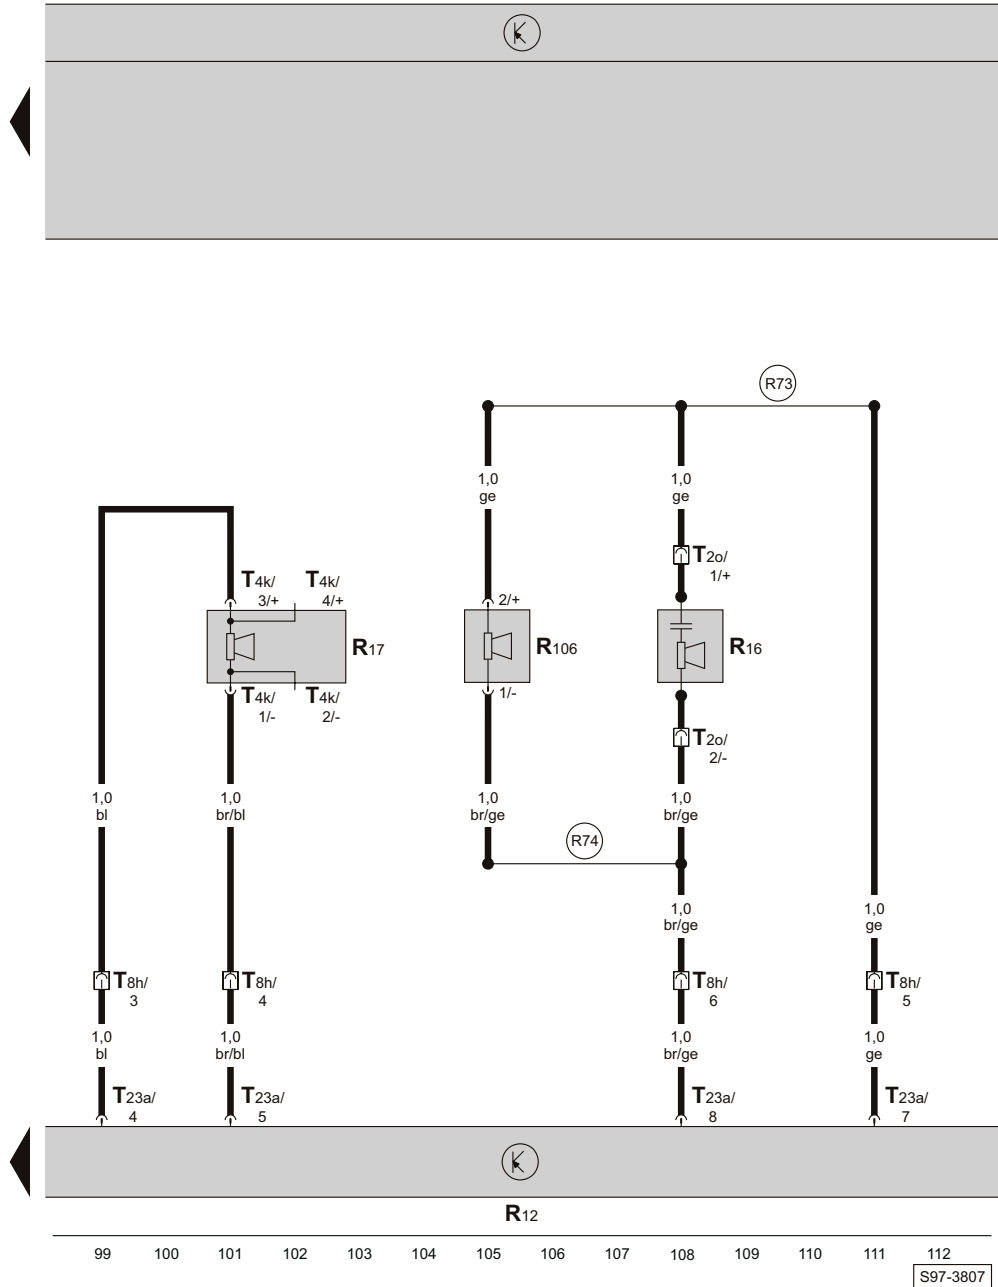 R73
1,0 1,0
ge ge
T2o/
1/+
T4k/ T4k/
3/+ 4/+
2/+
R17 R106 R16
T4k/ T4k/ 1/-
1/- 2/-
T2o/
2/-
1,0 1,0 1,0 1,0
bl br/bl br/ge br/ge
R74
1,0 1,0
br/ge ge
T8h/ T8h/ T8h/ T8h/
3 4 6 5
1,0 1,0 1,0 1,0
bl br/bl br/ge ge
T23a/ T23a/ T23a/ T23a/
4 5 8 7
R12
99 100 101 102 103 104 105 106 107 108 109 110 111 112
S97-3807